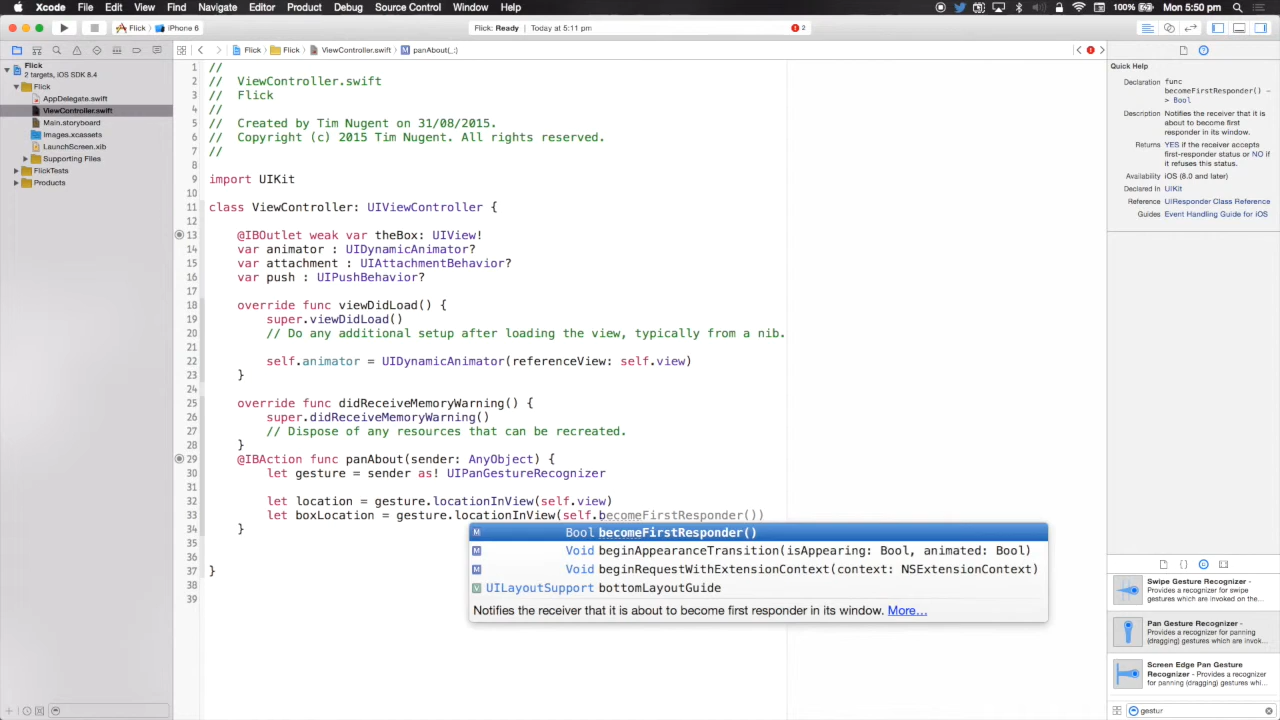 Xcode File Edit View Find Navigate Editor Product Debug Source Control Window Help 100% Mon 5:50 pm
Flick iPhone 6 Flick: Ready Today at 5:11 pm 2
Flick Flick ViewController.swift M panAbout(_:)
Flick
2 targets, iOS SDK 8.4
Flick
AppDelegate.swift
ViewController.swift
Main.storyboard
Images.xcassets
LaunchScreen.xib
Supporting Files
FlickTests
Products
1 //
2 // ViewController.swift
3 // Flick
4 //
5 // Created by Tim Nugent on 31/08/2015.
6 // Copyright (c) 2015 Tim Nugent. All rights reserved.
7 //
8
9 import UIKit
10
11 class ViewController: UIViewController {
12
13 @IBOutlet weak var theBox: UIView!
14 var animator : UIDynamicAnimator?
15 var attachment : UIAttachmentBehavior?
16 var push : UIPushBehavior?
17
18 override func viewDidLoad() {
19 super.viewDidLoad()
20 // Do any additional setup after loading the view, typically from a nib.
21
22 self.animator = UIDynamicAnimator(referenceView: self.view)
23 }
24
25 override func didReceiveMemoryWarning() {
26 super.didReceiveMemoryWarning()
27 // Dispose of any resources that can be recreated.
28 }
29 @IBAction func panAbout(sender: AnyObject) {
30 let gesture = sender as! UIPanGestureRecognizer
31
32 let location = gesture.locationInView(self.view)
33 let boxLocation = gesture.locationInView(self.becomeFirstResponder())
34 }
35
36
37 }
38
39
M Bool becomeFirstResponder()
M Void beginAppearanceTransition(isAppearing: Bool, animated: Bool)
M Void beginRequestWithExtensionContext(context: NSExtensionContext)
V UILayoutSupport bottomLayoutGuide
Notifies the receiver that it is about to become first responder in its window. More...
Quick Help
Declaration func
becomeFirstResponder() -
> Bool
Description Notifies the receiver that it is
about to become first
responder in its window.
Returns YES if the receiver accepts
first-responder status or NO if
it refuses this status.
Availability iOS (8.0 and later)
Declared In UIKit
Reference UIResponder Class Reference
Guides Event Handling Guide for iOS
Swipe Gesture Recognizer -
Provides a recognizer for swipe
gestures which are invoked on the...
Pan Gesture Recognizer -
Provides a recognizer for panning
(dragging) gestures which are invok...
Screen Edge Pan Gesture
Recognizer - Provides a recognizer
for panning (dragging) gestures whi...
gestur